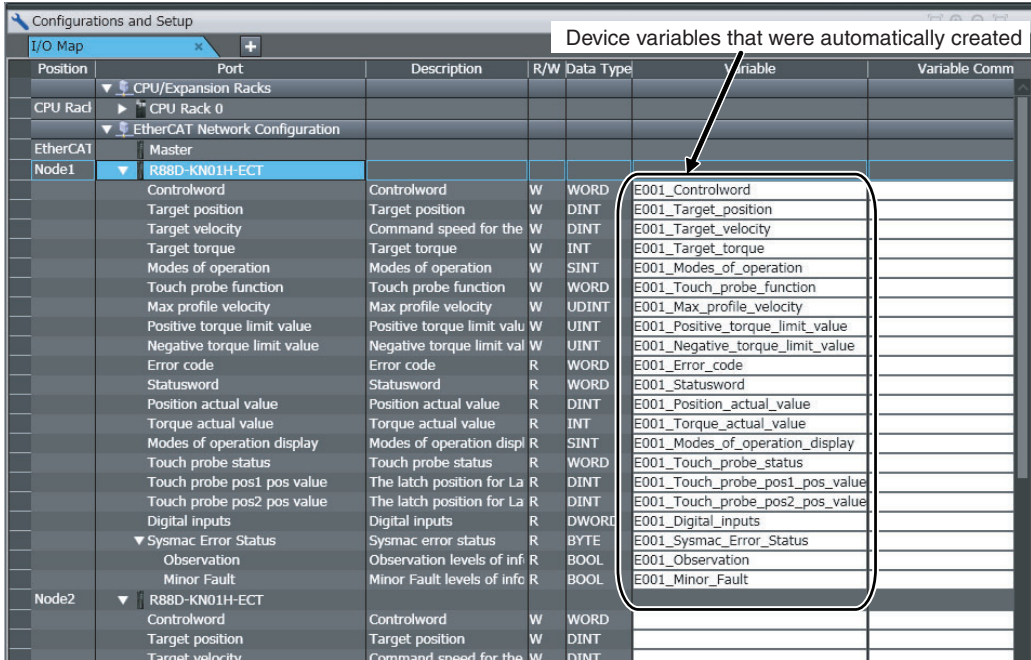 Configurations and Setup
I/O Map × +
Device variables that were automatically created
Position Port Description R/W Data Type Variable Variable Comm
CPU/Expansion Racks
CPU Rack CPU Rack 0
EtherCAT Network Configuration
EtherCAT Master
Node1 R88D-KN01H-ECT
Controlword Controlword W WORD E001_Controlword
Target position Target position W DINT E001_Target_position
Target velocity Command speed for the W DINT E001_Target_velocity
Target torque Target torque W INT E001_Target_torque
Modes of operation Modes of operation W SINT E001_Modes_of_operation
Touch probe function Touch probe function W WORD E001_Touch_probe_function
Max profile velocity Max profile velocity W UDINT E001_Max_profile_velocity
Positive torque limit value Positive torque limit valu W UINT E001_Positive_torque_limit_value
Negative torque limit value Negative torque limit val W UINT E001_Negative_torque_limit_value
Error code Error code R WORD E001_Error_code
Statusword Statusword R WORD E001_Statusword
Position actual value Position actual value R DINT E001_Position_actual_value
Torque actual value Torque actual value R INT E001_Torque_actual_value
Modes of operation display Modes of operation displ R SINT E001_Modes_of_operation_display
Touch probe status Touch probe status R WORD E001_Touch_probe_status
Touch probe pos1 pos value The latch position for La R DINT E001_Touch_probe_pos1_pos_value
Touch probe pos2 pos value The latch position for La R DINT E001_Touch_probe_pos2_pos_value
Digital inputs Digital inputs R DWORD E001_Digital_inputs
Sysmac Error Status Sysmac error status R BYTE E001_Sysmac_Error_Status
Observation Observation levels of inf R BOOL E001_Observation
Minor Fault Minor Fault levels of info R BOOL E001_Minor_Fault
Node2 R88D-KN01H-ECT
Controlword Controlword W WORD
Target position Target position W DINT
Target velocity Command speed for the W DINT